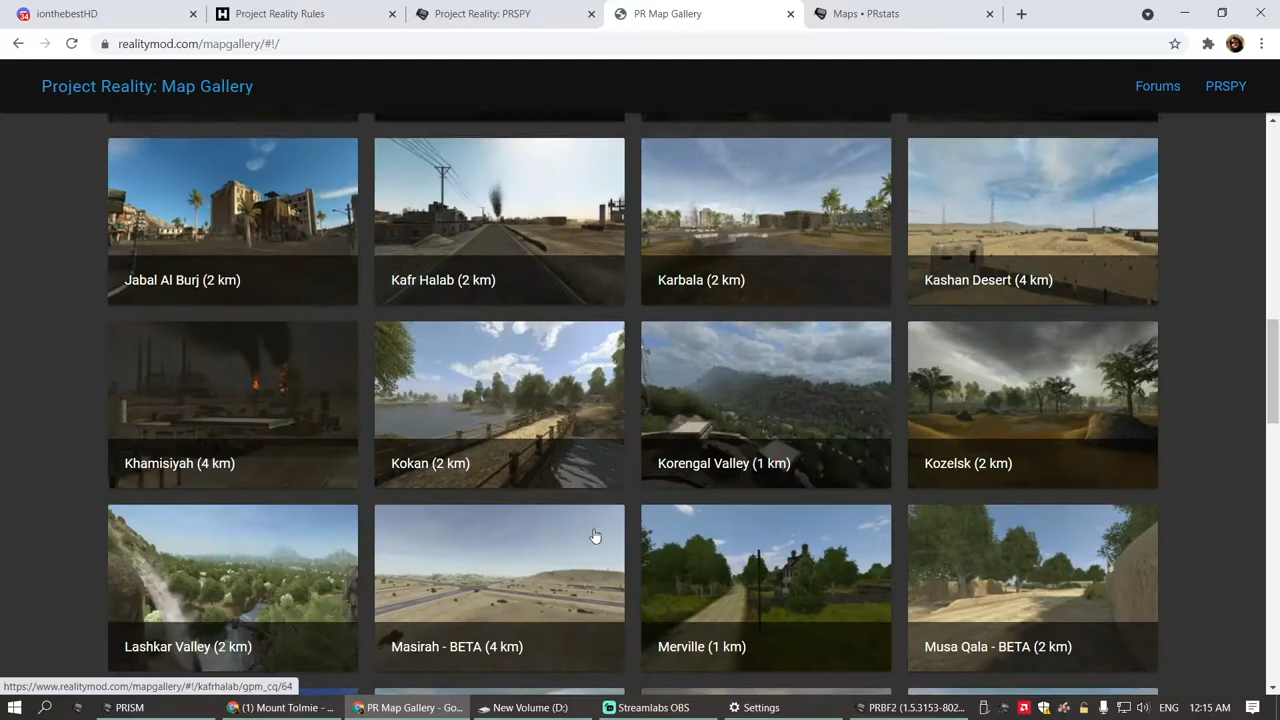 34
ionthebestHD
Project Reality Rules
Project Reality: PRSPY
PR Map Gallery
Maps • PRstats
realitymod.com/mapgallery/#!/
Project Reality: Map Gallery
Forums
PRSPY
Jabal Al Burj (2 km)
Kafr Halab (2 km)
Karbala (2 km)
Kashan Desert (4 km)
Khamisiyah (4 km)
Kokan (2 km)
Korengal Valley (1 km)
Kozelsk (2 km)
Lashkar Valley (2 km)
Masirah - BETA (4 km)
Merville (1 km)
Musa Qala - BETA (2 km)
https://www.realitymod.com/mapgallery/#!/kafrhalab/gpm_cq/64
PRISM
(1) Mount Tolmie - ...
PR Map Gallery - Go...
New Volume (D:)
Streamlabs OBS
Settings
PRBF2 (1.5.3153-802...
ENG
12:15 AM